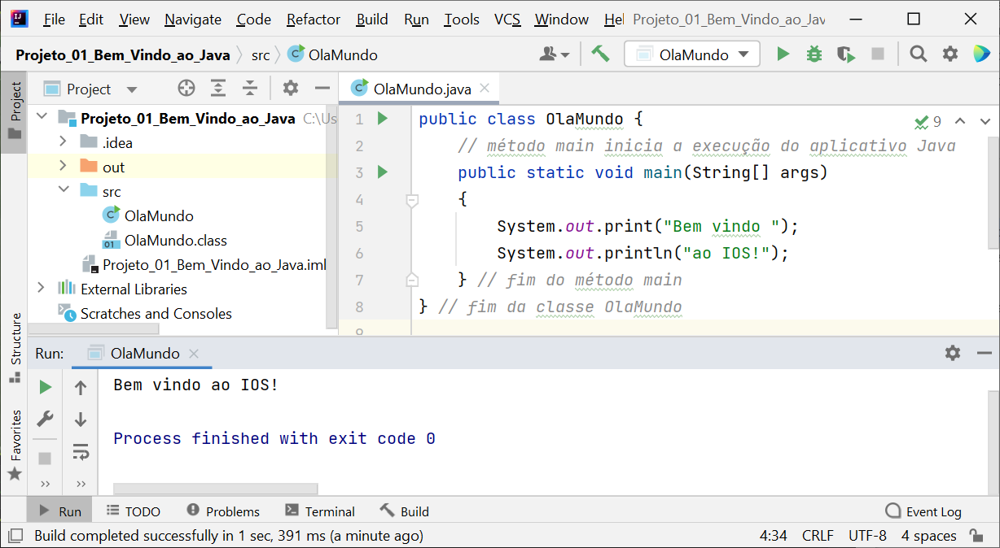 File Edit View Navigate Code Refactor Build Run Tools VCS Window Hel Projeto_01_Bem_Vindo_ao_Jav
Projeto_01_Bem_Vindo_ao_Java src OlaMundo OlaMundo
Project
Project
OlaMundo.java
Projeto_01_Bem_Vindo_ao_Java C:\Us
.idea
out
src
OlaMundo
OlaMundo.class
Projeto_01_Bem_Vindo_ao_Java.iml
External Libraries
Scratches and Consoles
9
1 public class OlaMundo {
2 // método main inicia a execução do aplicativo Java
3 public static void main(String[] args)
4 {
5 System.out.print("Bem vindo ");
6 System.out.println("ao IOS!");
7 } // fim do método main
8 } // fim da classe OlaMundo
9
Structure
Favorites
Run: OlaMundo
Bem vindo ao IOS!
Process finished with exit code 0
Run TODO Problems Terminal Build Event Log
Build completed successfully in 1 sec, 391 ms (a minute ago) 4:34 CRLF UTF-8 4 spaces